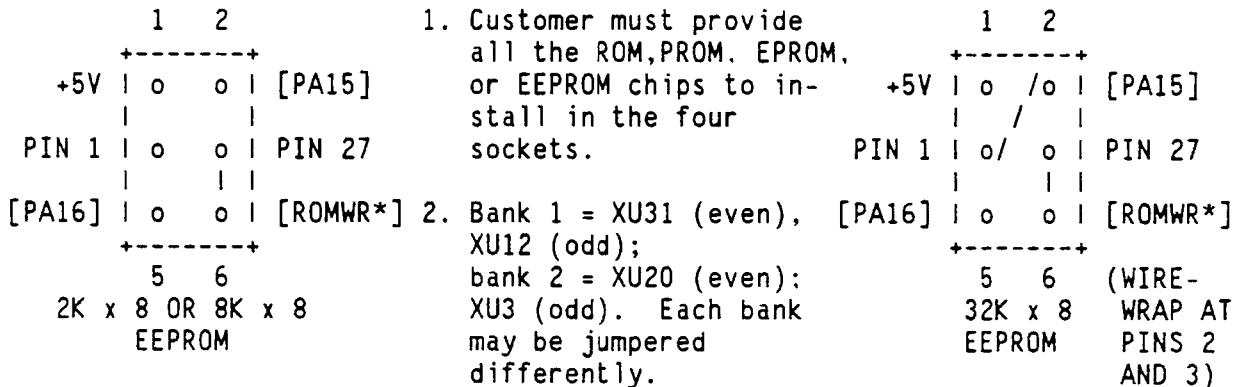 1 2
+-------+
+5V | o o | [PA15]
| |
PIN 1 | o o | PIN 27
| | |
[PA16] | o o | [ROMWR*]
+-------+
5 6
2K x 8 OR 8K x 8
EEPROM
1. Customer must provide
all the ROM,PROM. EPROM.
or EEPROM chips to in-
stall in the four
sockets.
2. Bank 1 = XU31 (even),
XU12 (odd);
bank 2 = XU20 (even):
XU3 (odd). Each bank
may be jumpered
differently.
1 2
+-------+
+5V | o /o | [PA15]
| / |
PIN 1 | o/ o | PIN 27
| | |
[PA16] | o o | [ROMWR*]
+-------+
5 6 (WIRE-
32K x 8 WRAP AT
EEPROM PINS 2
AND 3)